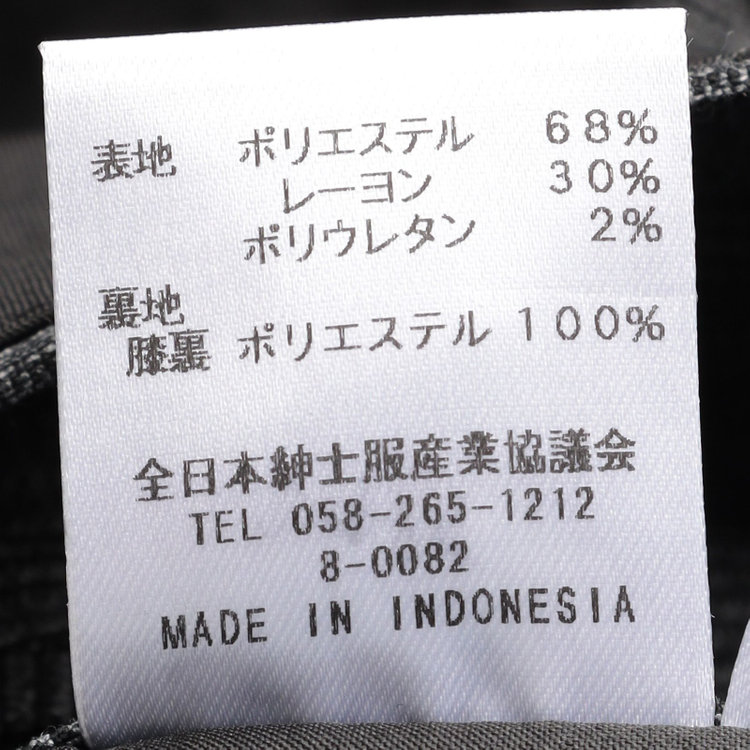 表地 ポリエステル 68%
レーヨン 30%
ポリウレタン 2%
裏地
膝裏 ポリエステル 100%
全日本紳士服産業協議会
TEL 058-265-1212
8-0082
MADE IN INDONESIA